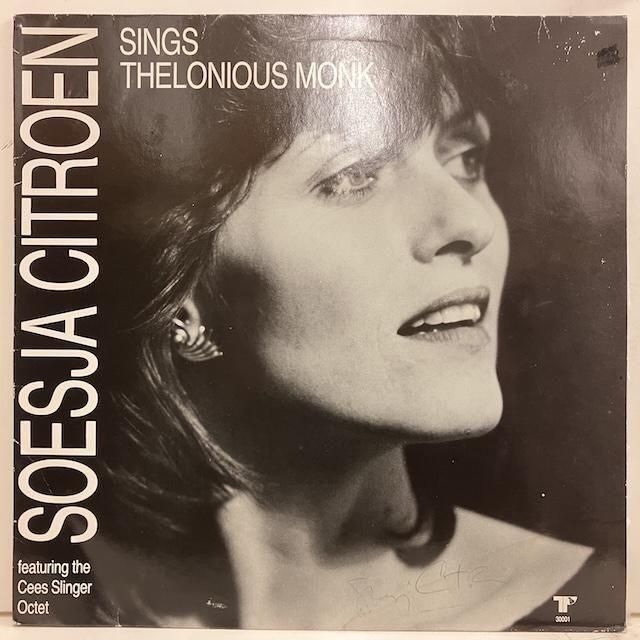 SOESJA CITROEN
SINGS
THELONIOUS MONK
featuring the
Cees Slinger
Octet
30001